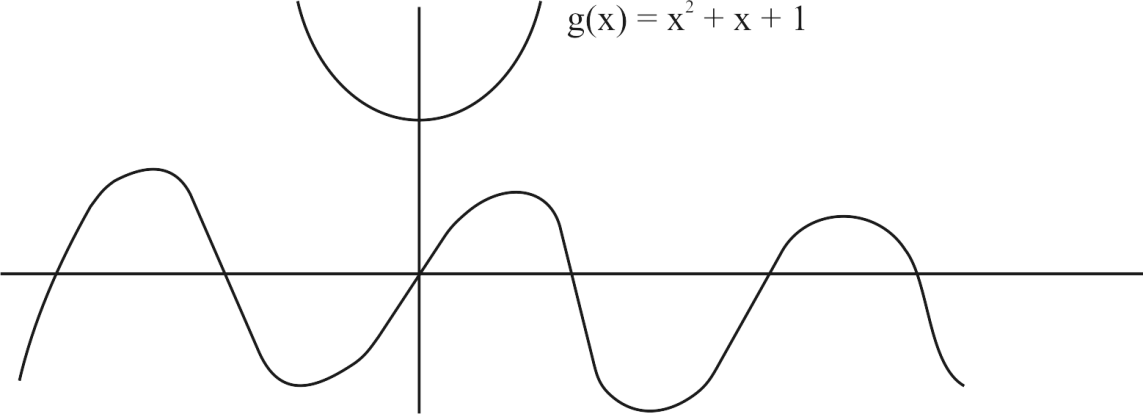 g(x) = x² + x + 1